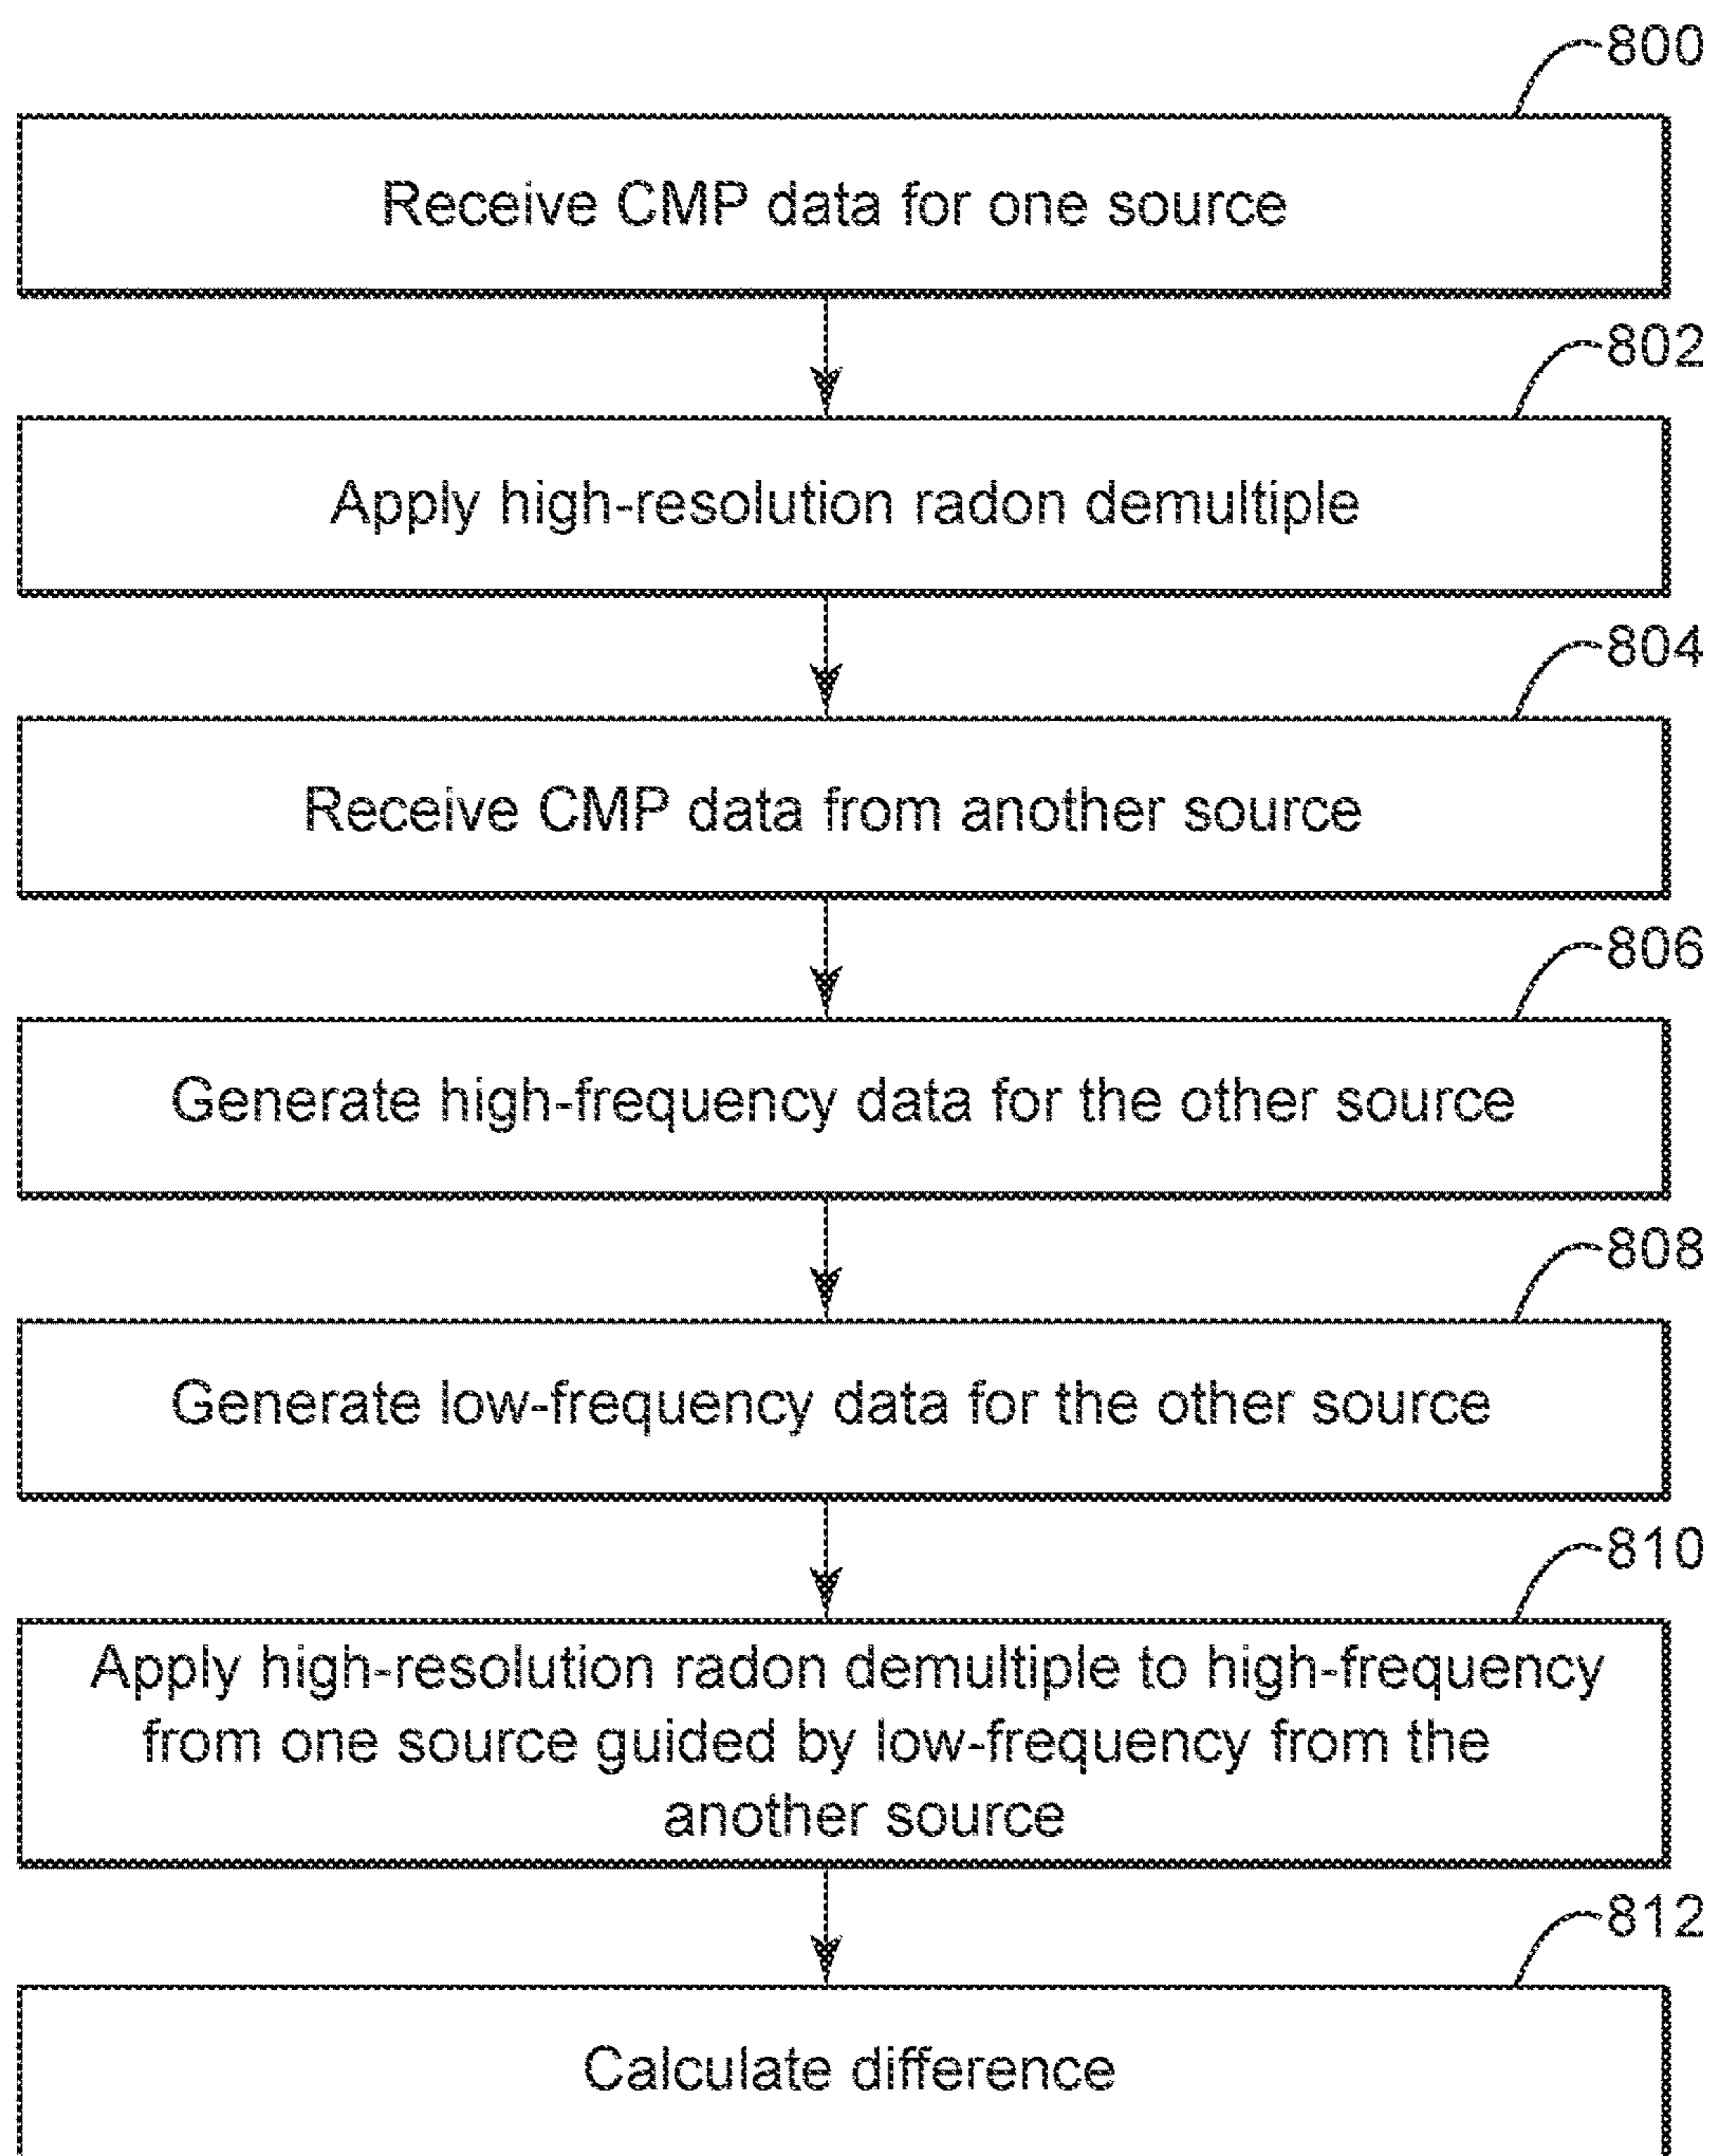 800
Receive CMP data for one source
802
Apply high-resolution radon demultiple
804
Receive CMP data from another source
806
Generate high-frequency data for the other source
808
Generate low-frequency data for the other source
810
Apply high-resolution radon demultiple to high-frequency
from one source guided by low-frequency from the
another source
812
Calculate difference